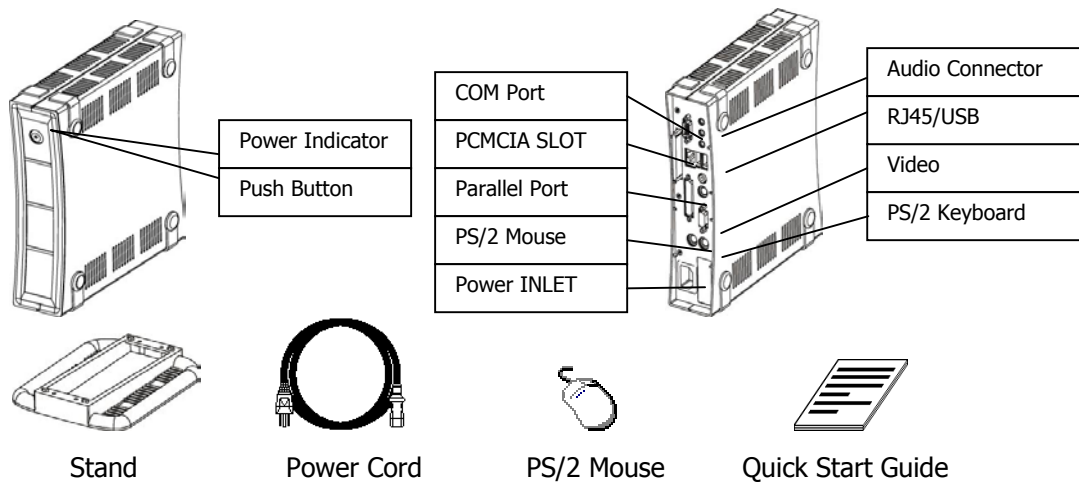 Power Indicator
Push Button
COM Port
PCMCIA SLOT
Parallel Port
PS/2 Mouse
Power INLET
Audio Connector
RJ45/USB
Video
PS/2 Keyboard
Stand
Power Cord
PS/2 Mouse
Quick Start Guide